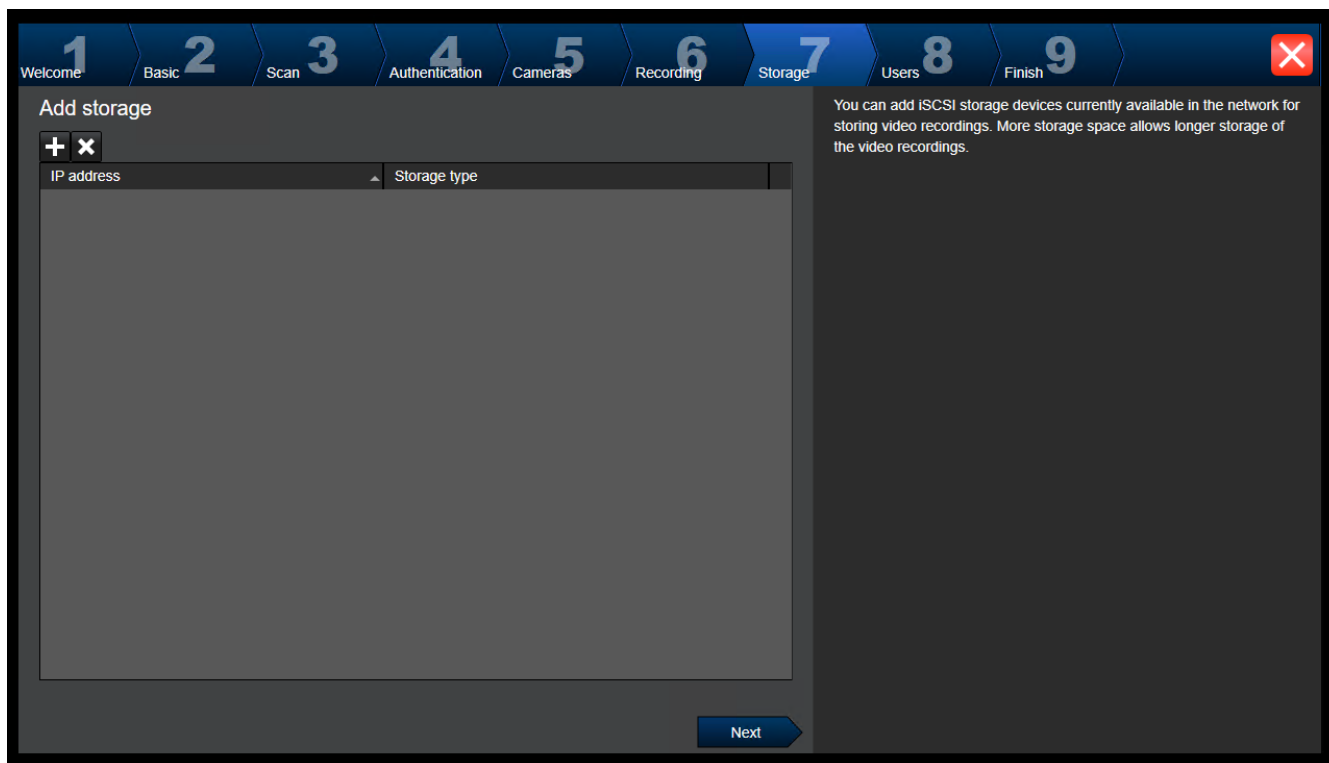 1 Welcome
2 Basic
3 Scan
4 Authentication
5 Cameras
6 Recording
7 Storage
8 Users
9 Finish
Add storage
IP address
Storage type
Next
You can add iSCSI storage devices currently available in the network for
storing video recordings. More storage space allows longer storage of
the video recordings.